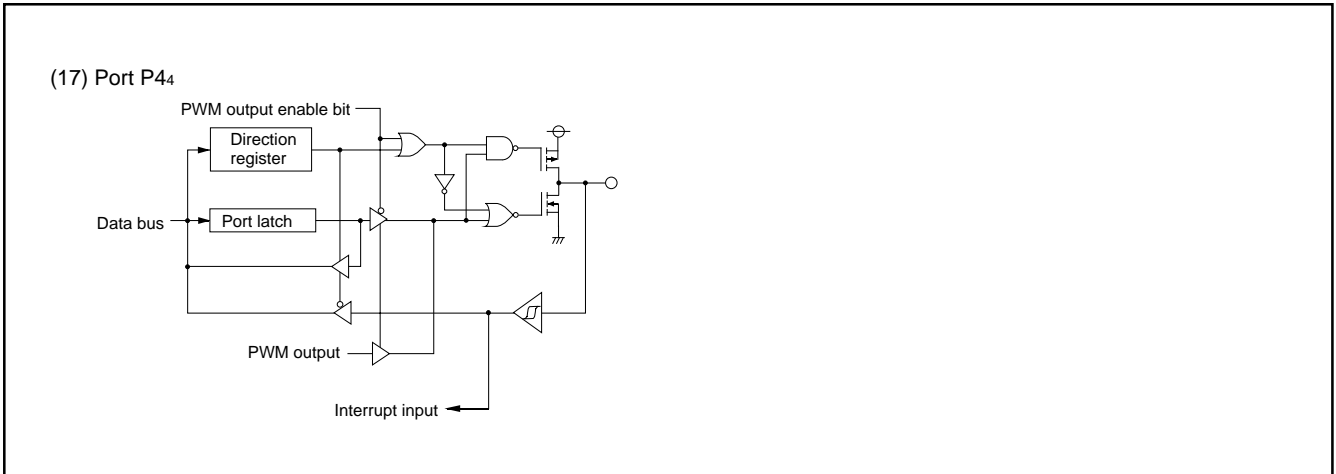 (17) Port P44
PWM output enable bit
Direction
register
Data bus
Port latch
PWM output
Interrupt input